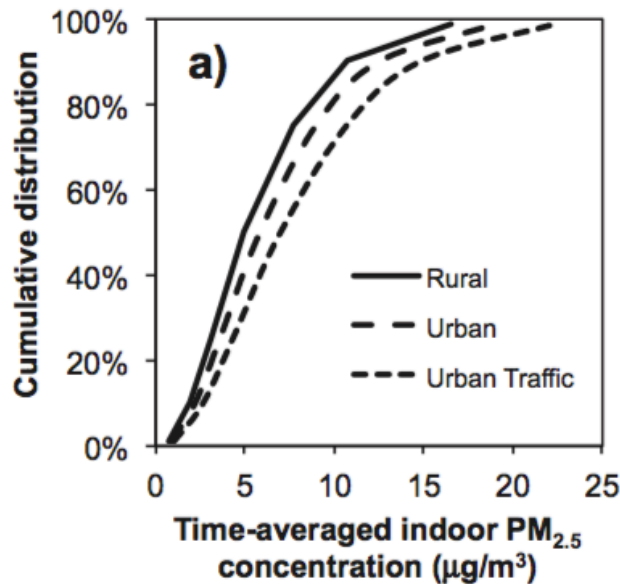 a)
Cumulative distribution
100%
80%
60%
40%
20%
0%
Rural
Urban
Urban Traffic
0 5 10 15 20 25
Time-averaged indoor PM2.5
concentration (μg/m³)